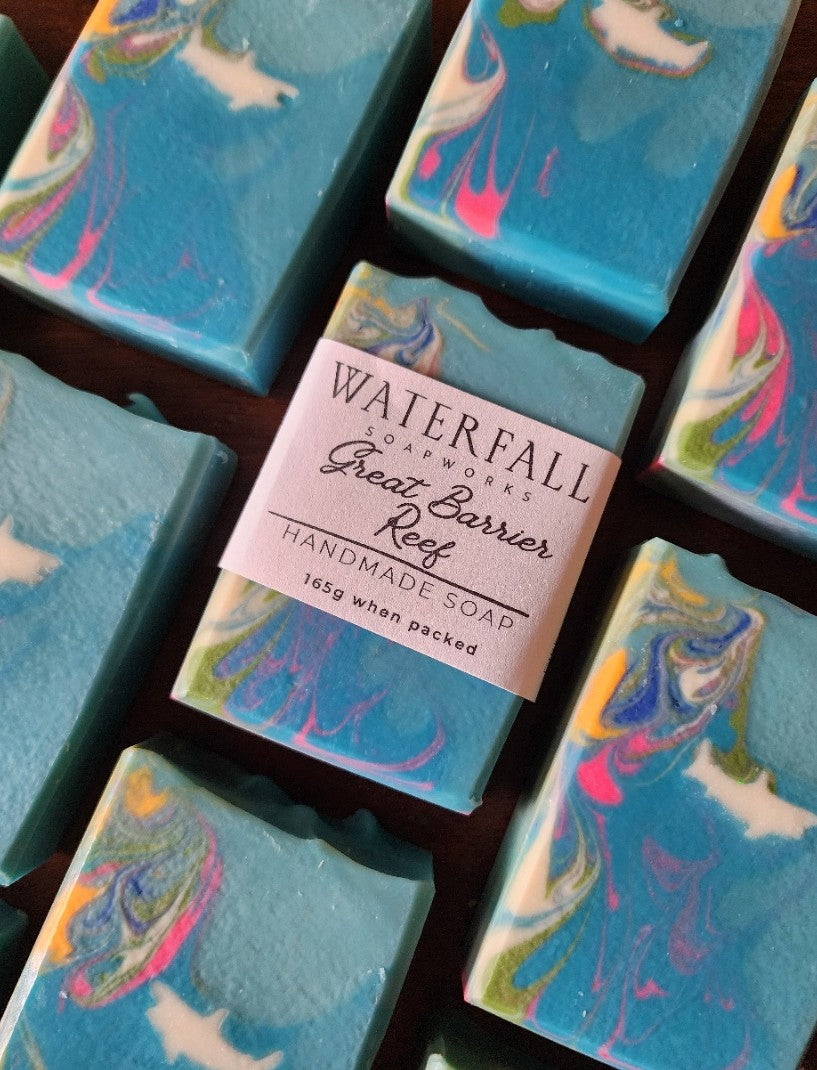 WATERFALL
SOAPWORKS
Great Barrier
Reef
HANDMADE SOAP
165g when packed